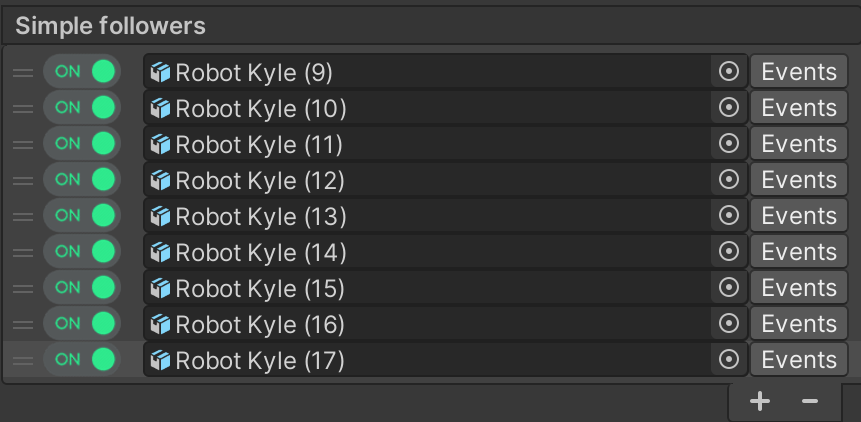 Simple followers
ON Robot Kyle (9) Events
ON Robot Kyle (10) Events
ON Robot Kyle (11) Events
ON Robot Kyle (12) Events
ON Robot Kyle (13) Events
ON Robot Kyle (14) Events
ON Robot Kyle (15) Events
ON Robot Kyle (16) Events
ON Robot Kyle (17) Events
+ −